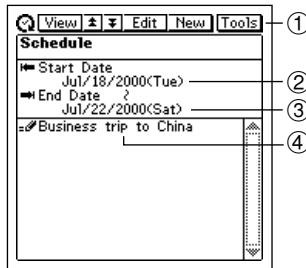 View Edit New Tools ①
Schedule
Start Date
Jul/18/2000(Tue) ②
End Date
Jul/22/2000(Sat) ③
Business trip to China
④